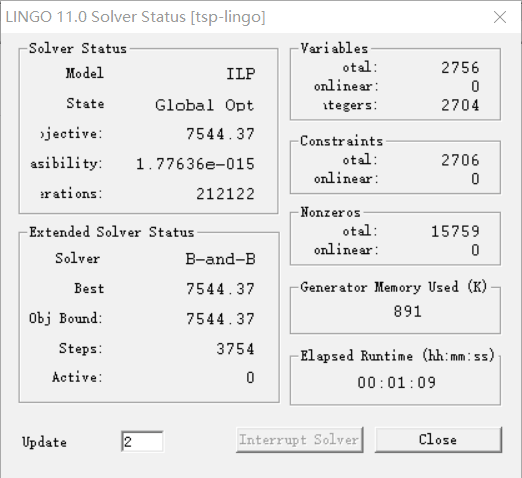 LINGO 11.0 Solver Status [tsp-lingo]
Solver Status
Model ILP
State Global Opt
jective: 7544.37
asibility: 1.77636e-015
erations: 212122
Extended Solver Status
Solver B-and-B
Best 7544.37
Obj Bound: 7544.37
Steps: 3754
Active: 0
Variables
otal: 2756
onlinear: 0
ntegers: 2704
Constraints
otal: 2706
onlinear: 0
Nonzeros
otal: 15759
onlinear: 0
Generator Memory Used (K)
891
Elapsed Runtime (hh:mm:ss)
00:01:09
Update 2
Interrupt Solver
Close